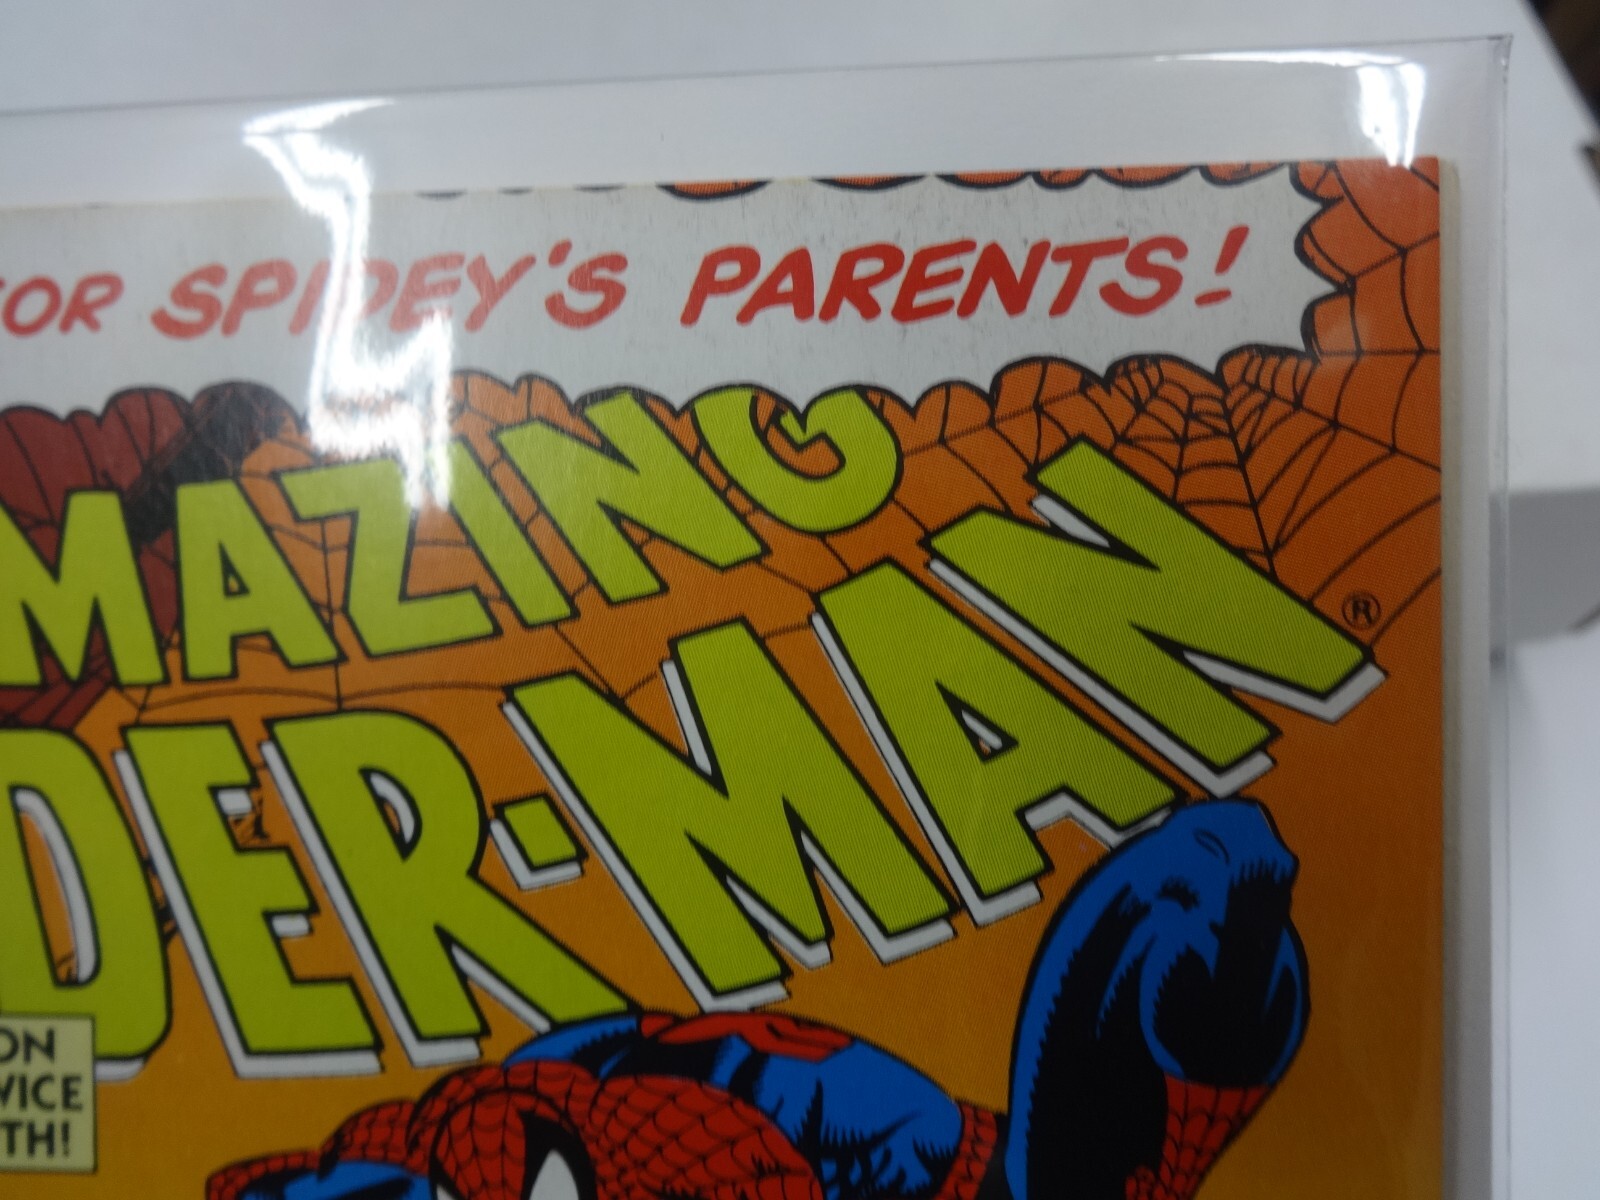 OR SPIDEY'S PARENTS!
MAZING
DER-MAN ®
ON
WICE
TH!